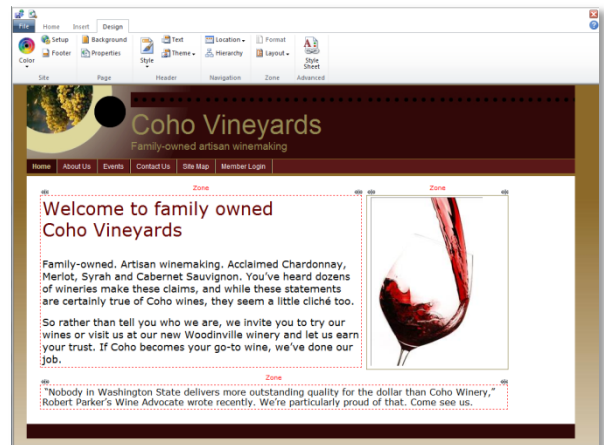 File Home Insert Design
Setup Background Text Location Format
Footer Properties Theme Hierarchy Layout
Color Style Style Sheet
Site Page Header Navigation Zone Advanced
Coho Vineyards
Family-owned artisan winemaking
Home About Us Events Contact Us Site Map Member Login
Zone Zone
Welcome to family owned
Coho Vineyards
Family-owned. Artisan winemaking. Acclaimed Chardonnay,
Merlot, Syrah and Cabernet Sauvignon. You've heard dozens
of wineries make these claims, and while these statements
are certainly true of Coho wines, they seem a little cliché too.
So rather than tell you who we are, we invite you to try our
wines or visit us at our new Woodinville winery and let us earn
your trust. If Coho becomes your go-to wine, we've done our
job.
Zone
"Nobody in Washington State delivers more outstanding quality for the dollar than Coho Winery,"
Robert Parker's Wine Advocate wrote recently. We're particularly proud of that. Come see us.